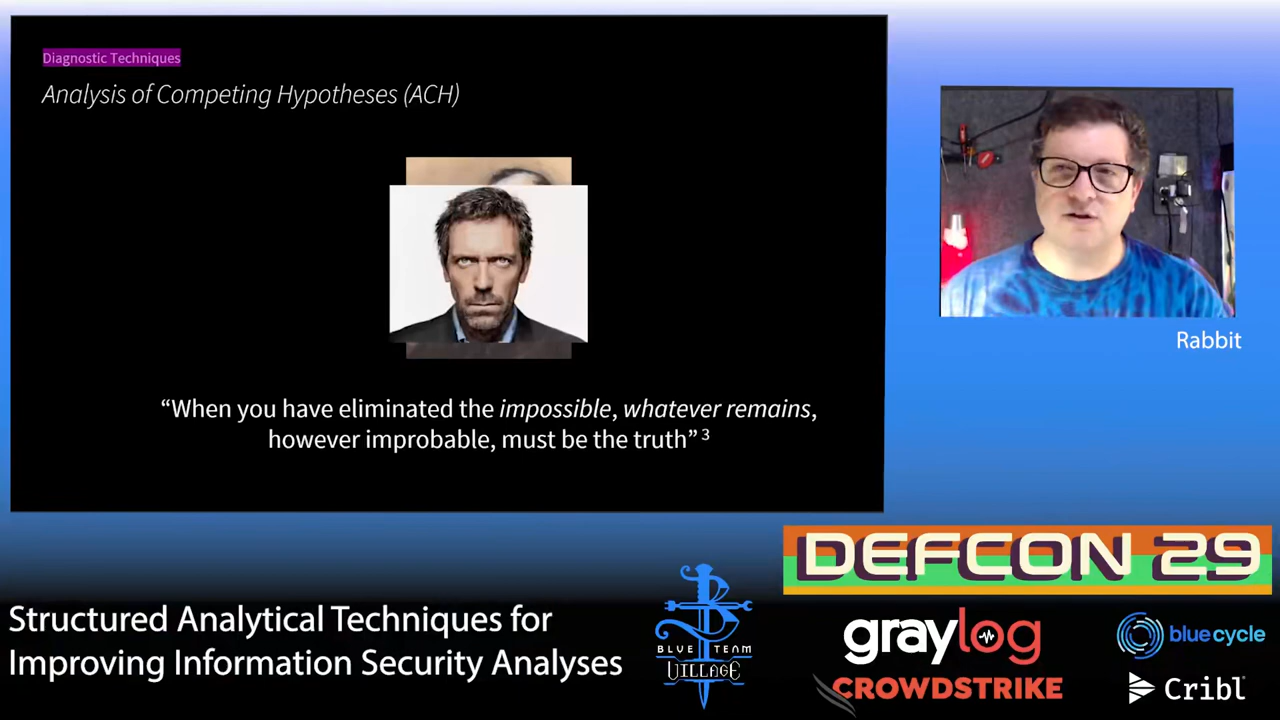 Diagnostic Techniques
Analysis of Competing Hypotheses (ACH)
“When you have eliminated the impossible, whatever remains,
however improbable, must be the truth” 3
Rabbit
DEFCON 29
Structured Analytical Techniques for
Improving Information Security Analyses
BLUE TEAM
VILLAGE
graylog
CROWDSTRIKE
blue cycle
Cribl